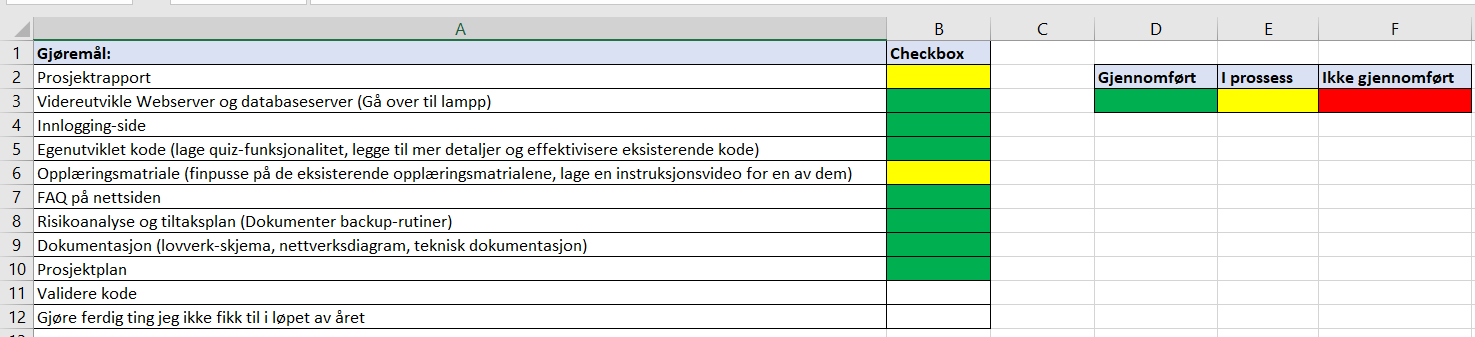 A B C D E F
1 Gjøremål: Checkbox
2 Prosjektrapport Gjennomført I prossess Ikke gjennomført
3 Videreutvikle Webserver og databaseserver (Gå over til lampp)
4 Innlogging-side
5 Egenutviklet kode (lage quiz-funksjonalitet, legge til mer detaljer og effektivisere eksisterende kode)
6 Opplæringsmatriale (finpusse på de eksisterende opplæringsmatrialene, lage en instruksjonsvideo for en av dem)
7 FAQ på nettsiden
8 Risikoanalyse og tiltaksplan (Dokumenter backup-rutiner)
9 Dokumentasjon (lovverk-skjema, nettverksdiagram, teknisk dokumentasjon)
10 Prosjektplan
11 Validere kode
12 Gjøre ferdig ting jeg ikke fikk til i løpet av året